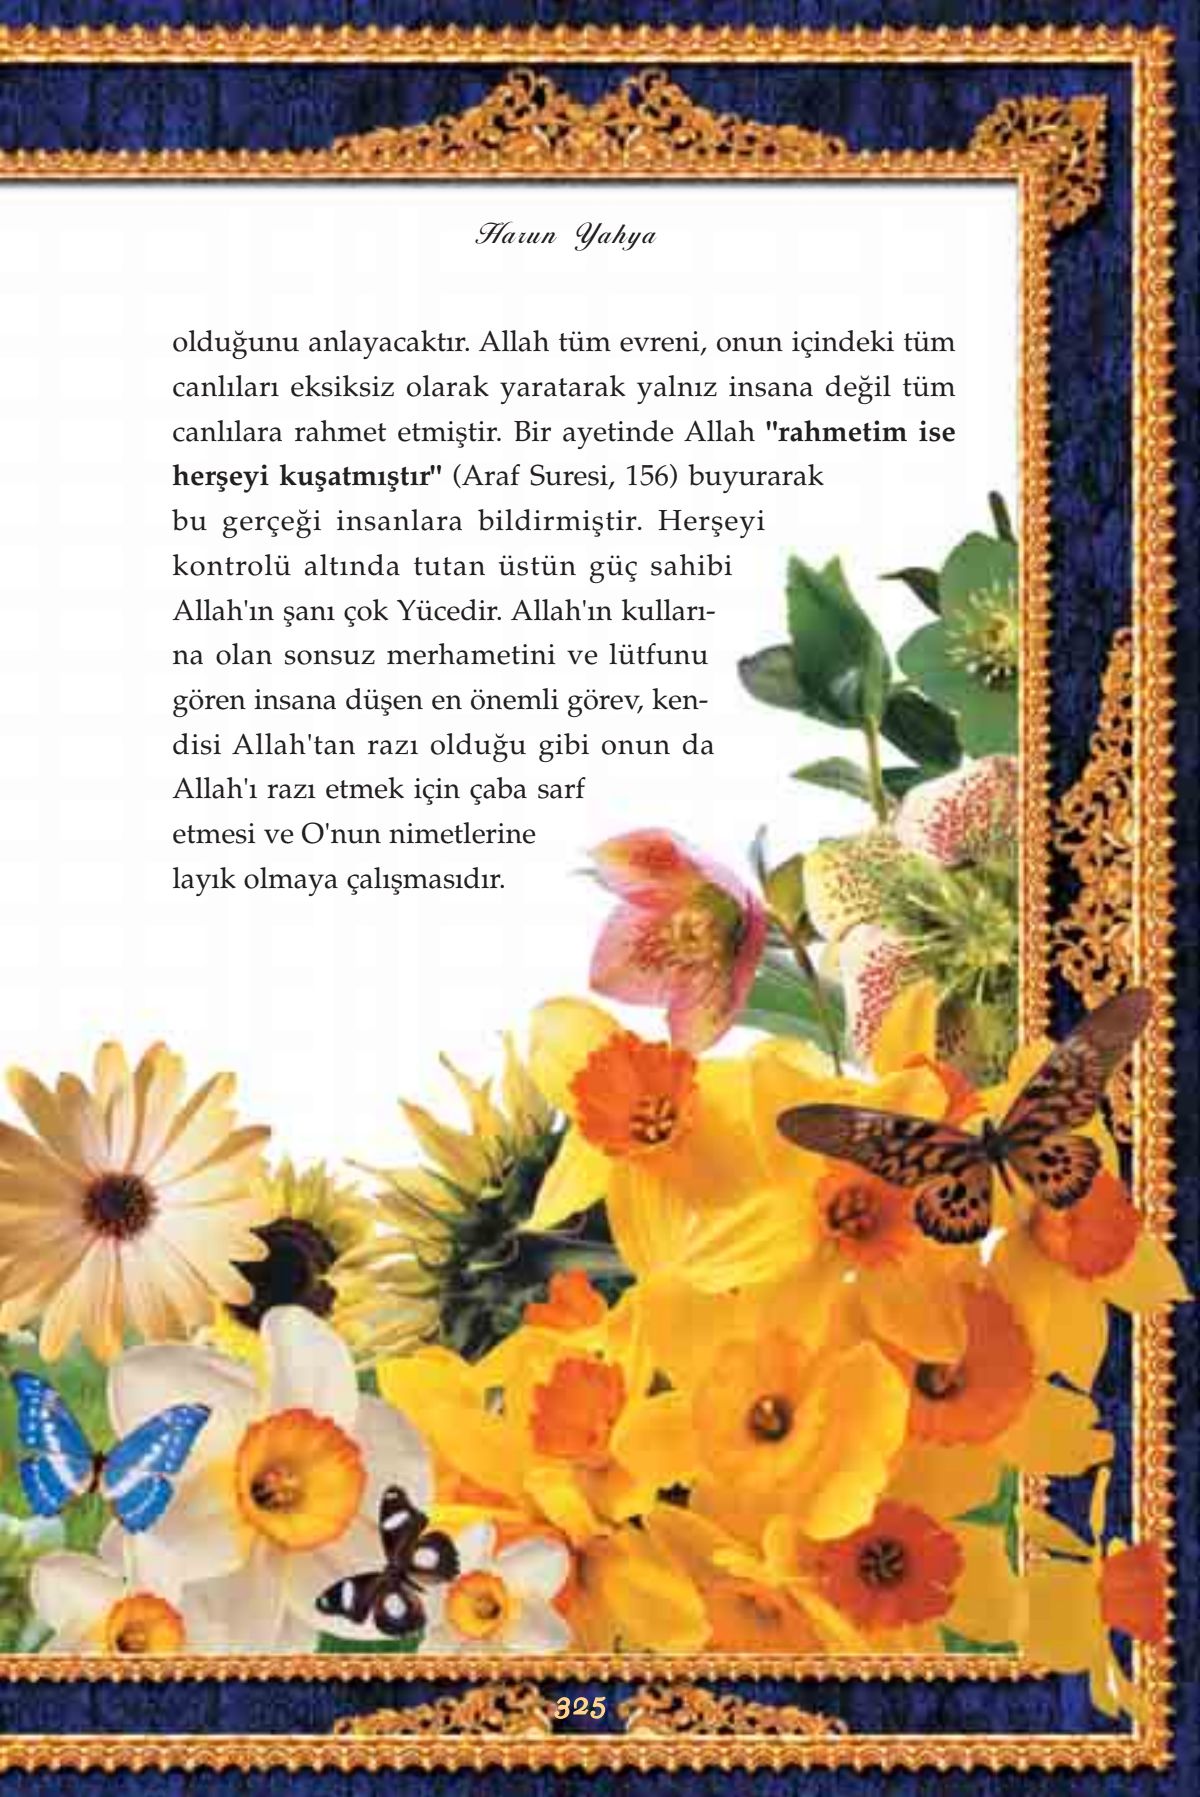 Harun Yahya
olduğunu anlayacaktır. Allah tüm evreni, onun içindeki tüm
canlıları eksiksiz olarak yaratarak yalnız insana değil tüm
canlılara rahmet etmiştir. Bir ayetinde Allah "rahmetim ise
herşeyi kuşatmıştır" (Araf Suresi, 156) buyurarak
bu gerçeği insanlara bildirmiştir. Herşeyi
kontrolü altında tutan üstün güç sahibi
Allah'ın şanı çok Yücedir. Allah'ın kulları-
na olan sonsuz merhametini ve lütfunu
gören insana düşen en önemli görev, ken-
disi Allah'tan razı olduğu gibi onun da
Allah'ı razı etmek için çaba sarf
etmesi ve O'nun nimetlerine
layık olmaya çalışmasıdır.
325